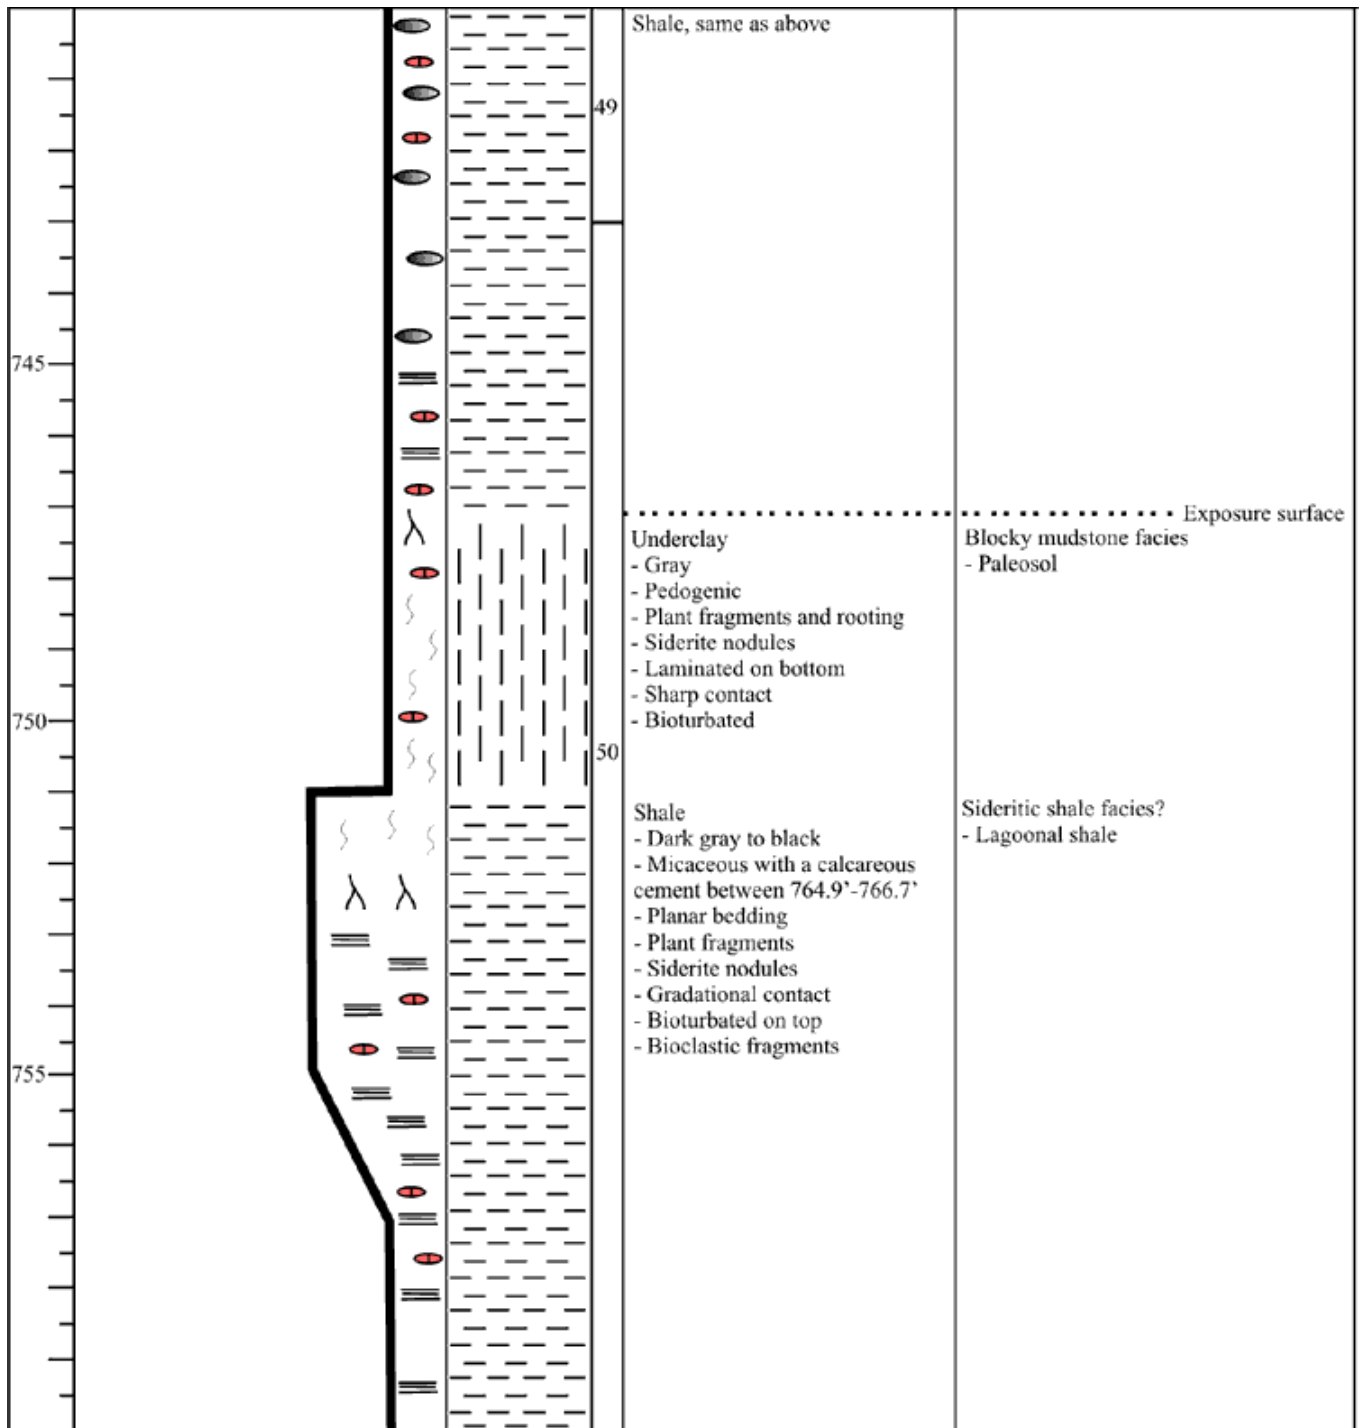 Shale, same as above
49
745
Exposure surface
Underclay
- Gray
- Pedogenic
- Plant fragments and rooting
- Siderite nodules
- Laminated on bottom
- Sharp contact
- Bioturbated
Blocky mudstone facies
- Paleosol
750
50
Shale
- Dark gray to black
- Micaceous with a calcareous
cement between 764.9’-766.7’
- Planar bedding
- Plant fragments
- Siderite nodules
- Gradational contact
- Bioturbated on top
- Bioclastic fragments
Sideritic shale facies?
- Lagoonal shale
755